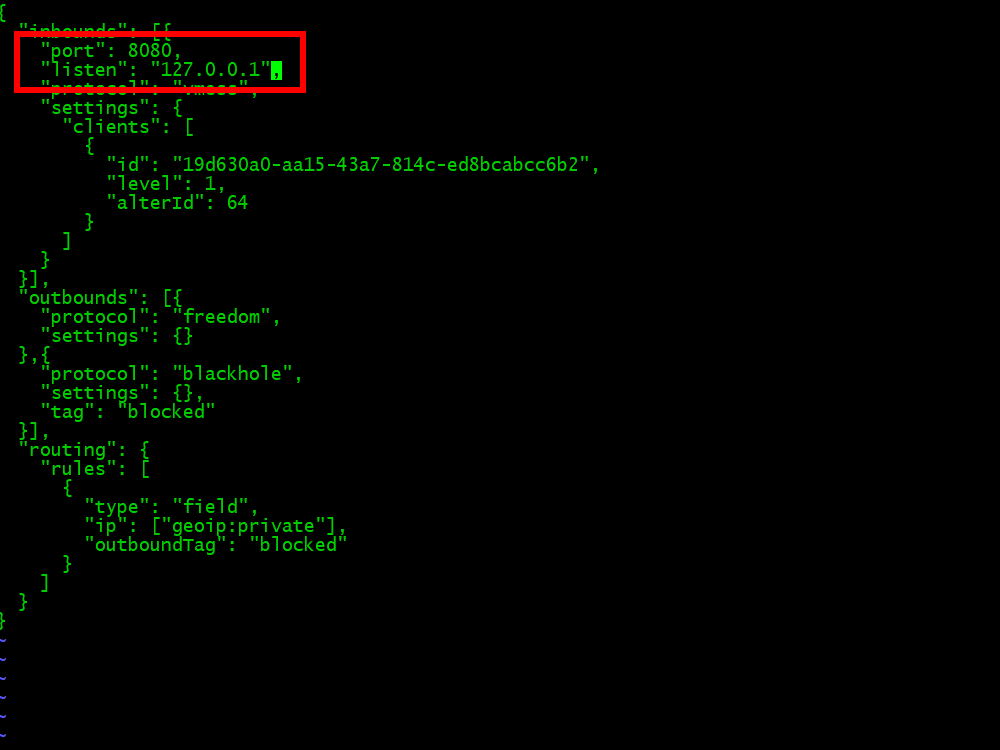 {
  "inbounds": [{
    "port": 8080,
    "listen": "127.0.0.1",
    "protocol": "vmess",
    "settings": {
      "clients": [
        {
          "id": "19d630a0-aa15-43a7-814c-ed8bcabcc6b2",
          "level": 1,
          "alterId": 64
        }
      ]
    }
  }],
  "outbounds": [{
    "protocol": "freedom",
    "settings": {}
  },{
    "protocol": "blackhole",
    "settings": {},
    "tag": "blocked"
  }],
  "routing": {
    "rules": [
      {
        "type": "field",
        "ip": ["geoip:private"],
        "outboundTag": "blocked"
      }
    ]
  }
}
~
~
~
~
~
~